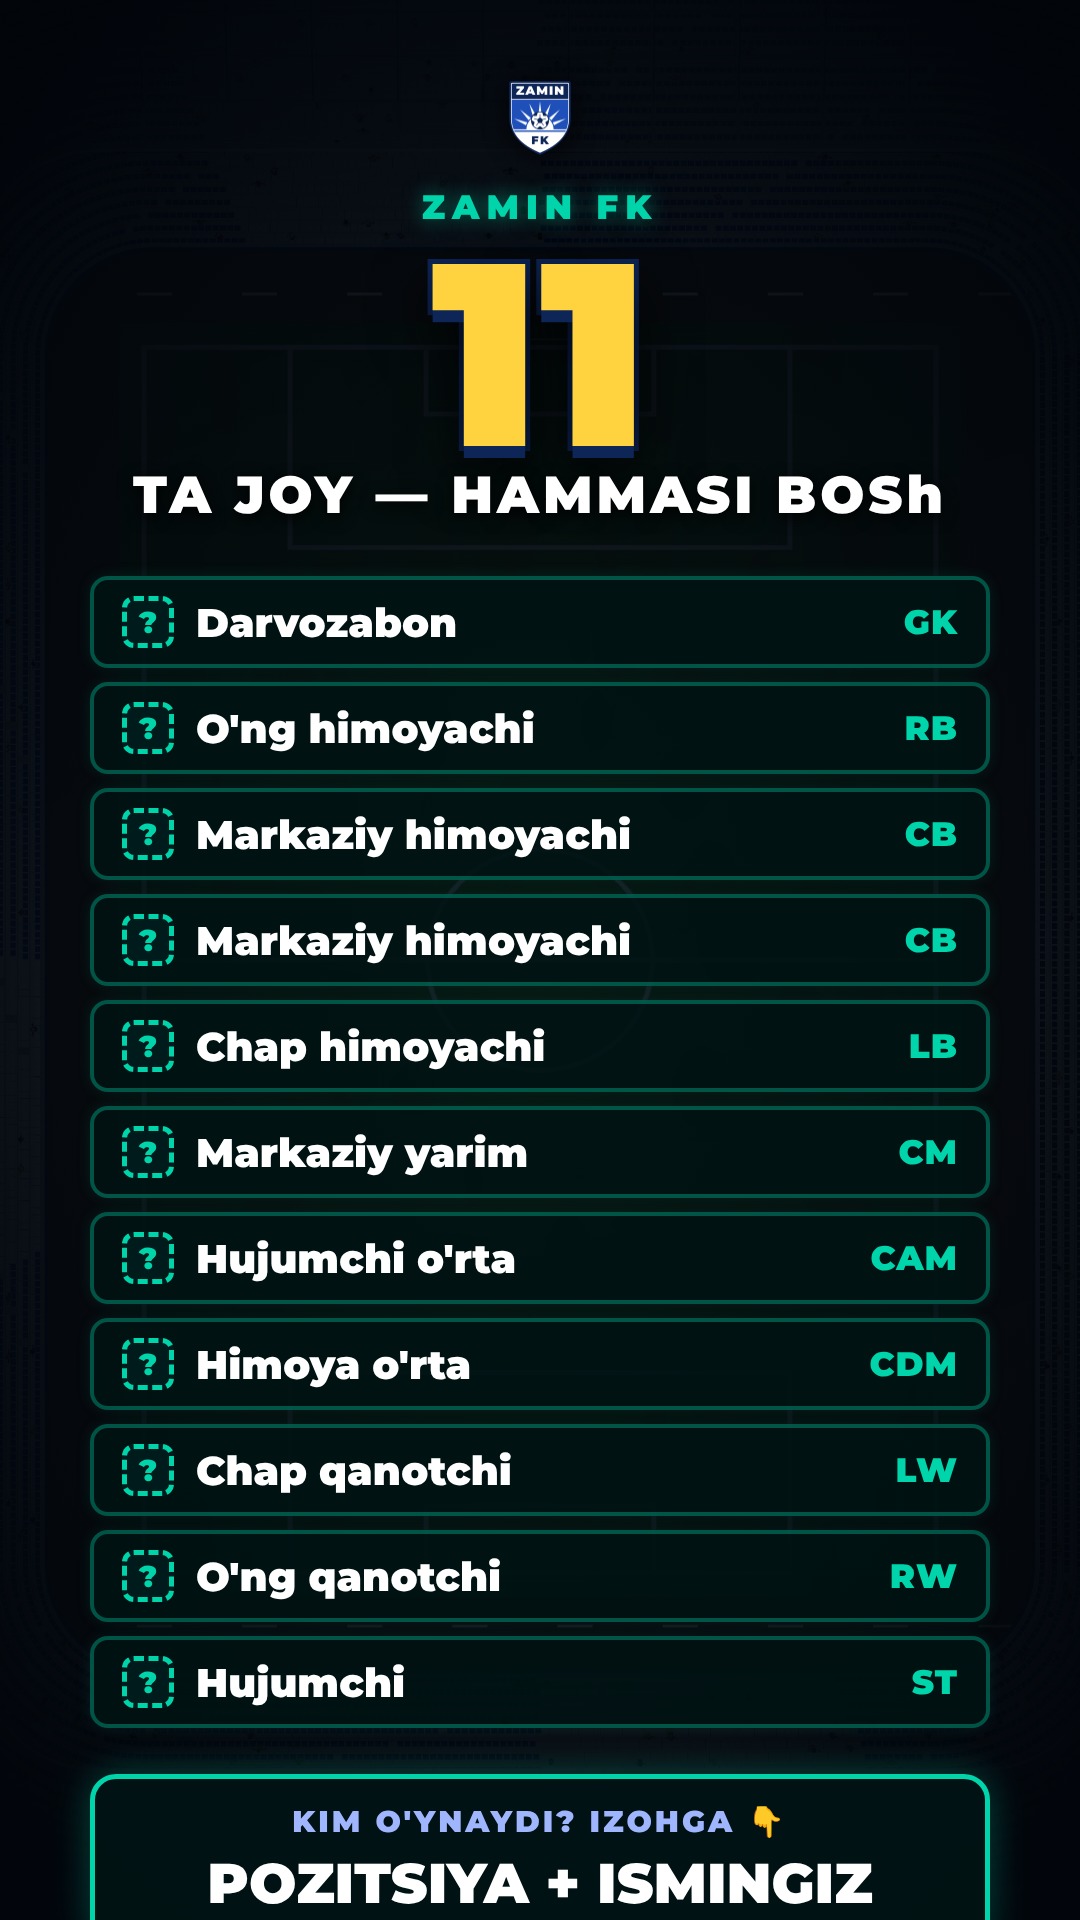 ZAMIN
FK
ZAMIN FK
11
TA JOY — HAMMASI BOSh
? Darvozabon GK
? O'ng himoyachi RB
? Markaziy himoyachi CB
? Markaziy himoyachi CB
? Chap himoyachi LB
? Markaziy yarim CM
? Hujumchi o'rta CAM
? Himoya o'rta CDM
? Chap qanotchi LW
? O'ng qanotchi RW
? Hujumchi ST
KIM O'YNAYDI? IZOHGA 👇
POZITSIYA + ISMINGIZ